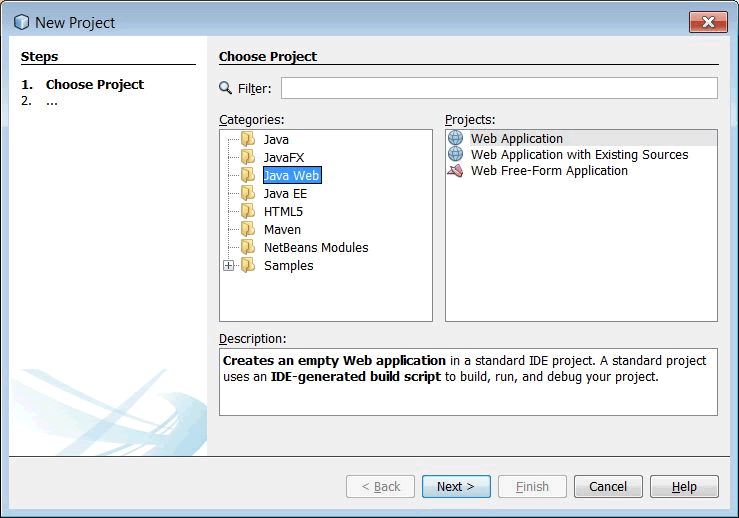 New Project
Steps
1. Choose Project
2. ...
Choose Project
Filter:
Categories:
Java
JavaFX
Java Web
Java EE
HTML5
Maven
NetBeans Modules
Samples
Projects:
Web Application
Web Application with Existing Sources
Web Free-Form Application
Description:
Creates an empty Web application in a standard IDE project. A standard project
uses an IDE-generated build script to build, run, and debug your project.
< Back
Next >
Finish
Cancel
Help